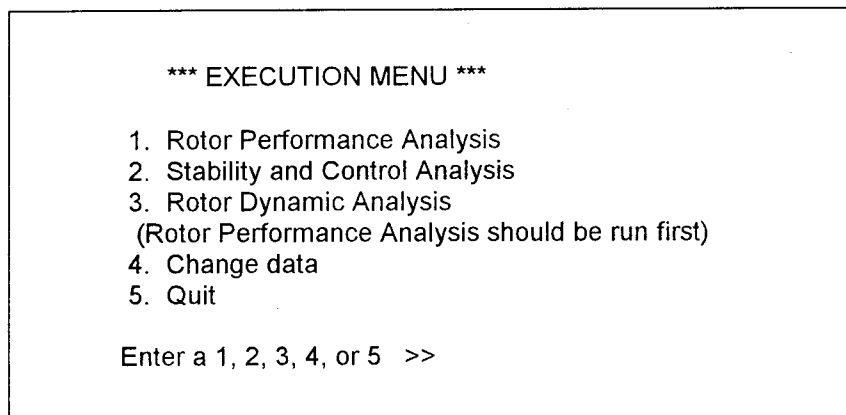 *** EXECUTION MENU ***
1. Rotor Performance Analysis
2. Stability and Control Analysis
3. Rotor Dynamic Analysis
(Rotor Performance Analysis should be run first)
4. Change data
5. Quit
Enter a 1, 2, 3, 4, or 5 >>